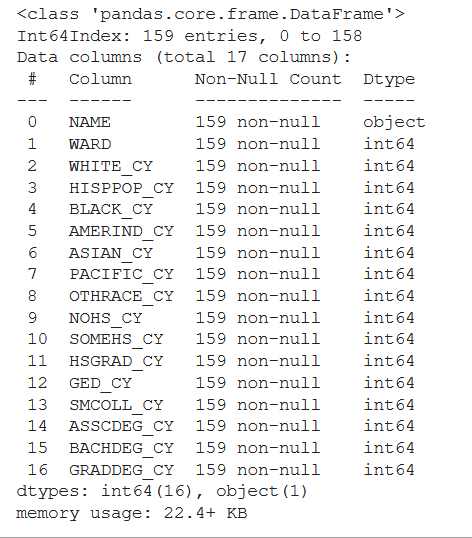 <class 'pandas.core.frame.DataFrame'>
Int64Index: 159 entries, 0 to 158
Data columns (total 17 columns):
 #   Column      Non-Null Count  Dtype
---  ------      --------------  -----
 0   NAME        159 non-null    object
 1   WARD        159 non-null    int64
 2   WHITE_CY    159 non-null    int64
 3   HISPPOP_CY  159 non-null    int64
 4   BLACK_CY    159 non-null    int64
 5   AMERIND_CY  159 non-null    int64
 6   ASIAN_CY    159 non-null    int64
 7   PACIFIC_CY  159 non-null    int64
 8   OTHRACE_CY  159 non-null    int64
 9   NOHS_CY     159 non-null    int64
 10  SOMEHS_CY   159 non-null    int64
 11  HSGRAD_CY   159 non-null    int64
 12  GED_CY      159 non-null    int64
 13  SMCOLL_CY   159 non-null    int64
 14  ASSCDEG_CY  159 non-null    int64
 15  BACHDEG_CY  159 non-null    int64
 16  GRADDEG_CY  159 non-null    int64
dtypes: int64(16), object(1)
memory usage: 22.4+ KB